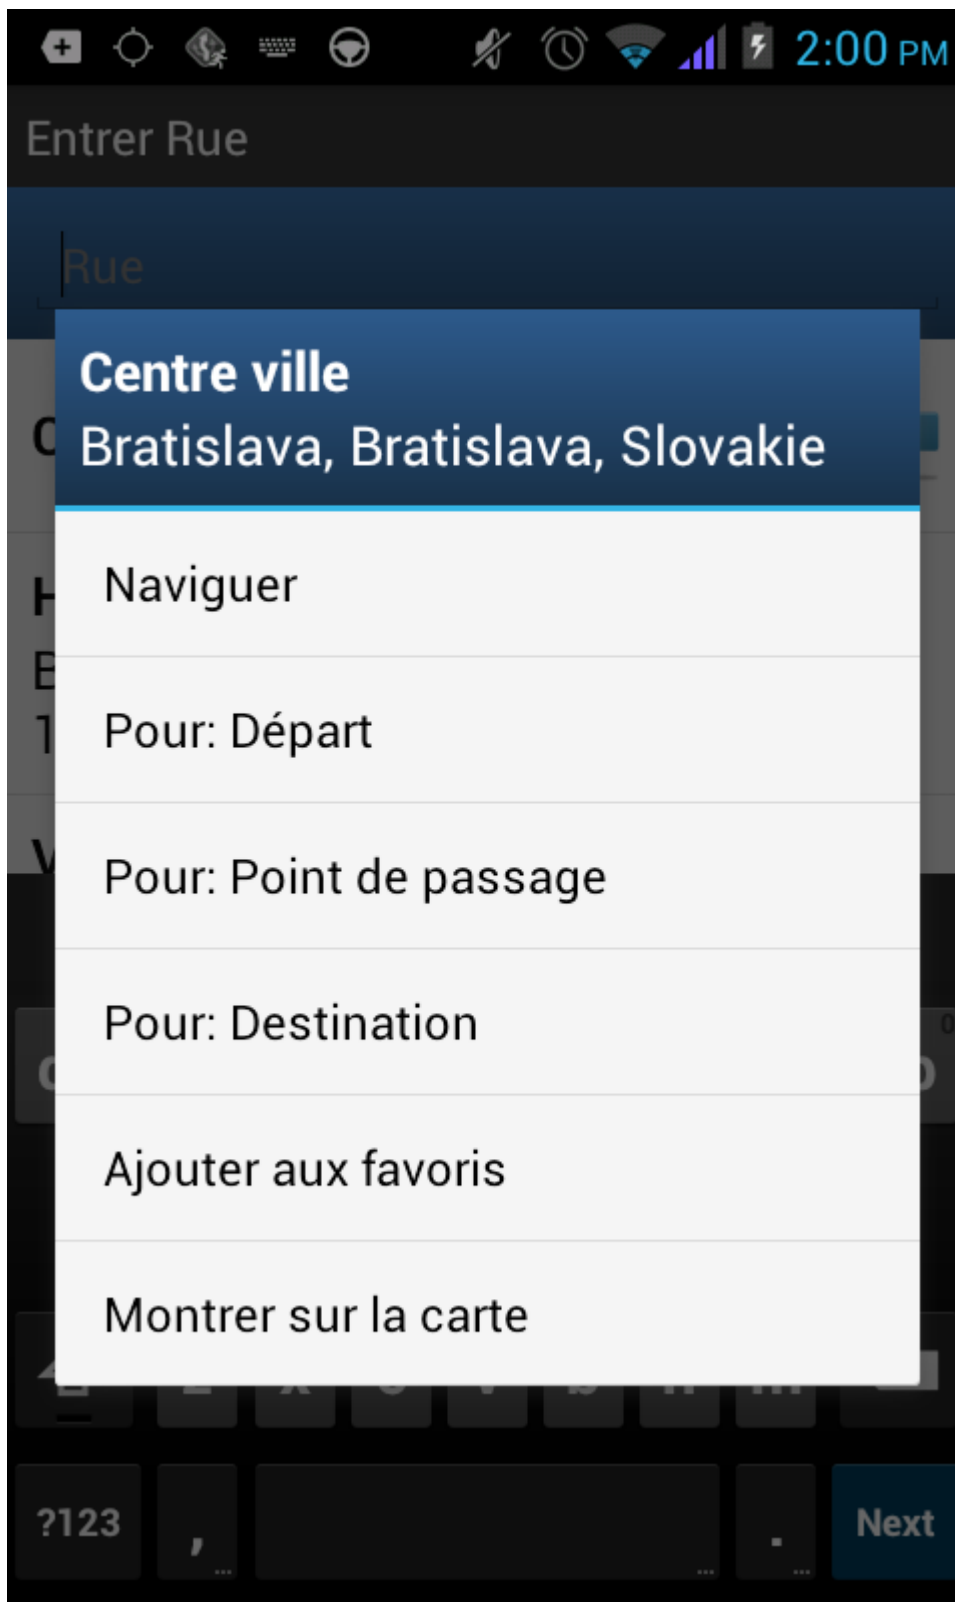 2:00 PM
Entrer Rue
Rue
Centre ville
Bratislava, Bratislava, Slovakie
Naviguer
Pour: Départ
Pour: Point de passage
Pour: Destination
Ajouter aux favoris
Montrer sur la carte
z x c v b n m
?123 , . Next